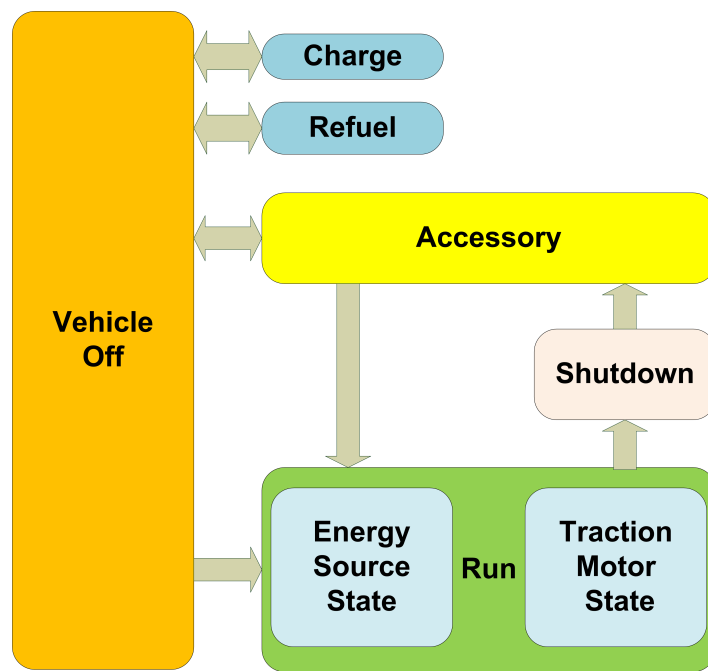 Charge
Refuel
Accessory
Vehicle
Off
Shutdown
Energy
Source
State
Run
Traction
Motor
State